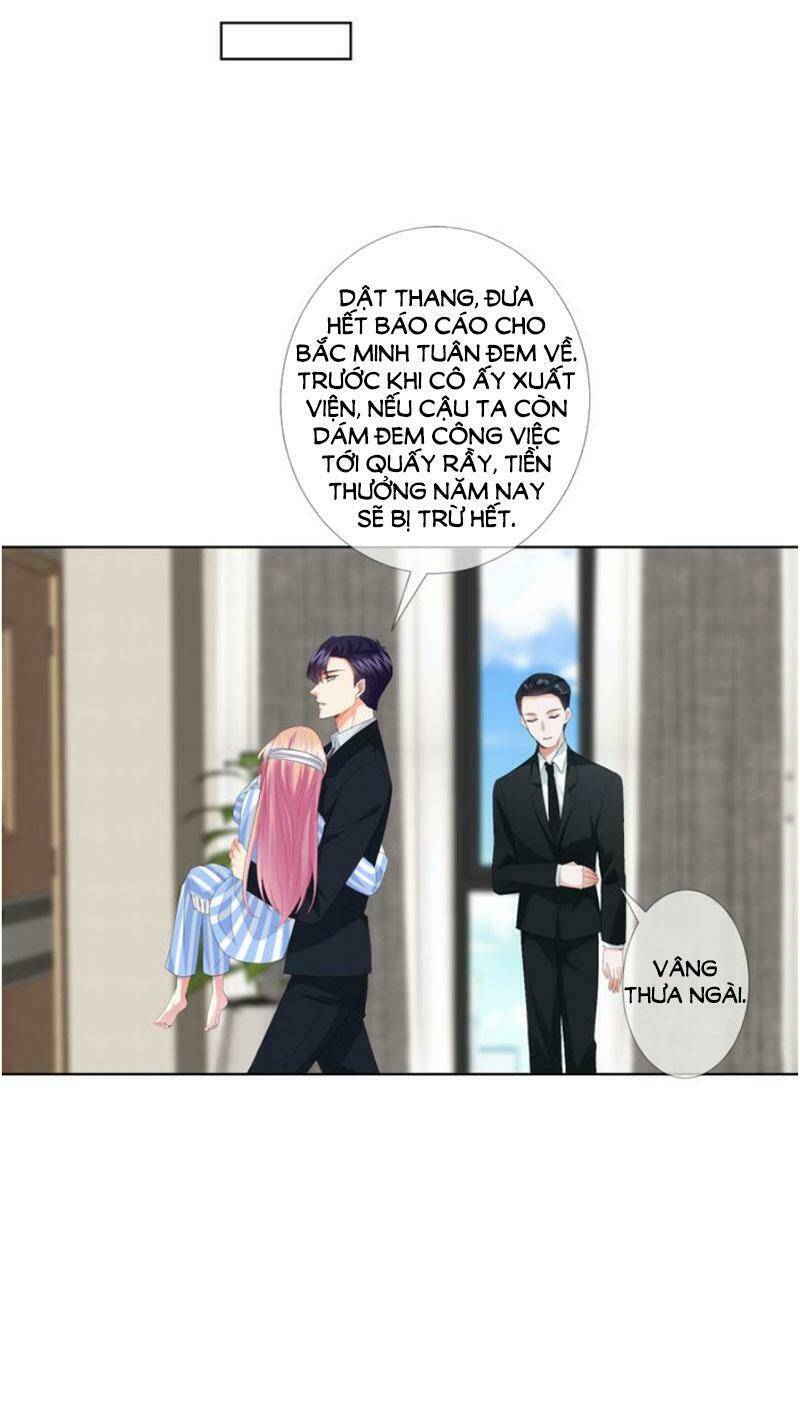 DẬT THANG, ĐƯA
HẾT BÁO CÁO CHO
BẮC MINH TUÂN ĐEM VỀ.
TRƯỚC KHI CÔ ẤY XUẤT
VIỆN, NẾU CẬU TA CÒN
DÁM ĐEM CÔNG VIỆC
TỚI QUẤY RẦY, TIỀN
THƯỞNG NĂM NAY
SẼ BỊ TRỪ HẾT.
VÂNG
THƯA NGÀI.